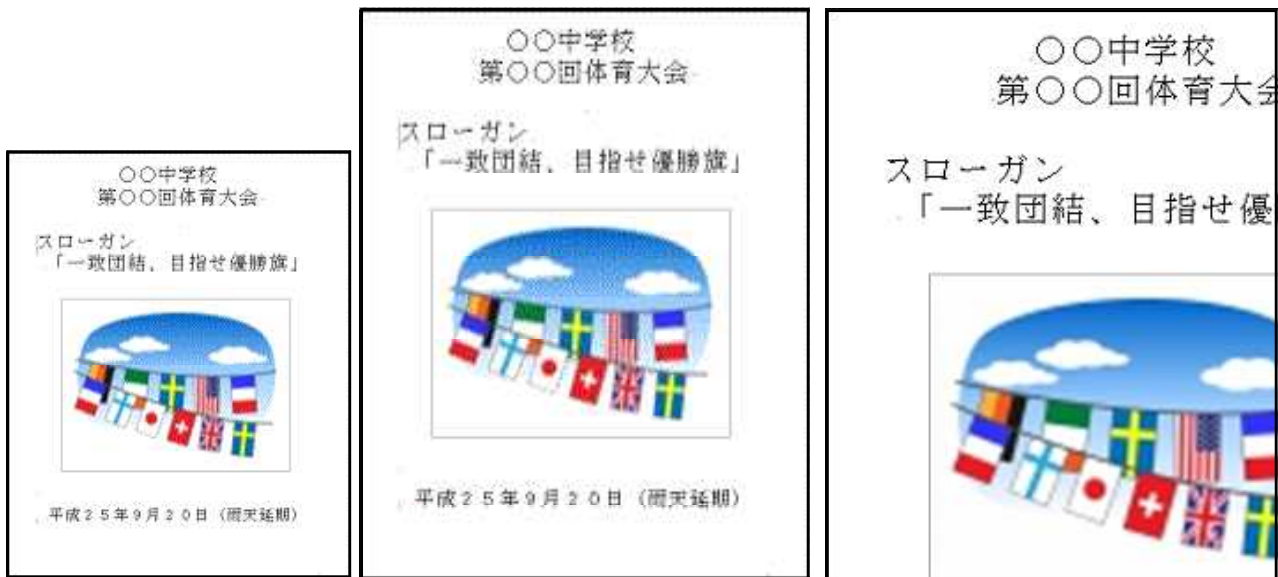 ○○中学校
第○○回体育大会
スローガン
「一致団結、目指せ優勝旗」
平成２５年９月２０日（雨天延期）
○○中学校
第○○回体育大会
スローガン
「一致団結、目指せ優勝旗」
平成２５年９月２０日（雨天延期）
○○中学校
第○○回体育大会
スローガン
「一致団結、目指せ優